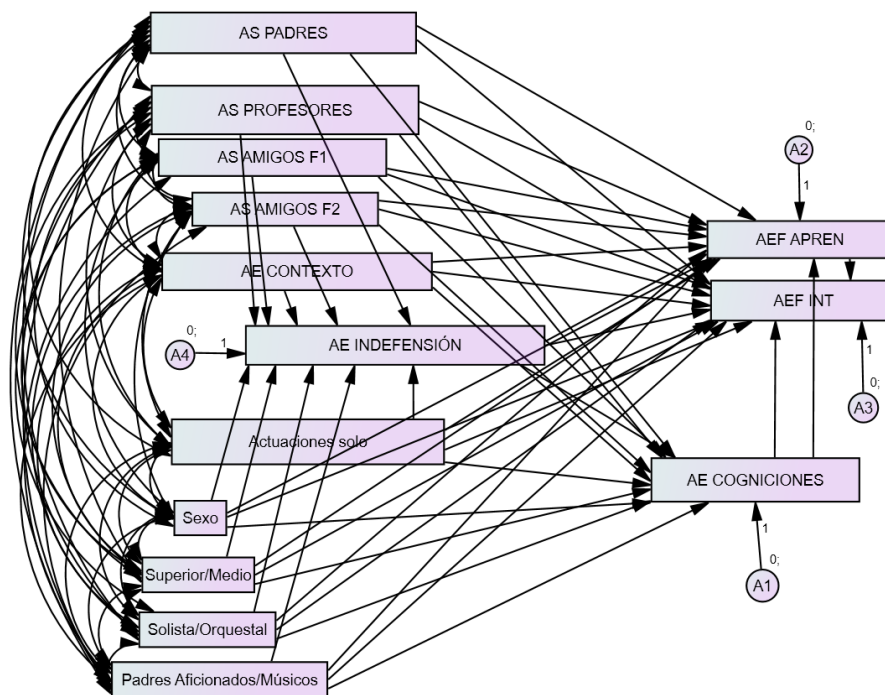 AS PADRES
AS PROFESORES
AS AMIGOS F1
AS AMIGOS F2
AE CONTEXTO
0;
A4
1
AE INDEFENSIÓN
Actuaciones solo
Sexo
Superior/Medio
Solista/Orquestal
Padres Aficionados/Músicos
0;
A2
1
AEF APREN
AEF INT
1
0;
A3
AE COGNICIONES
1
0;
A1